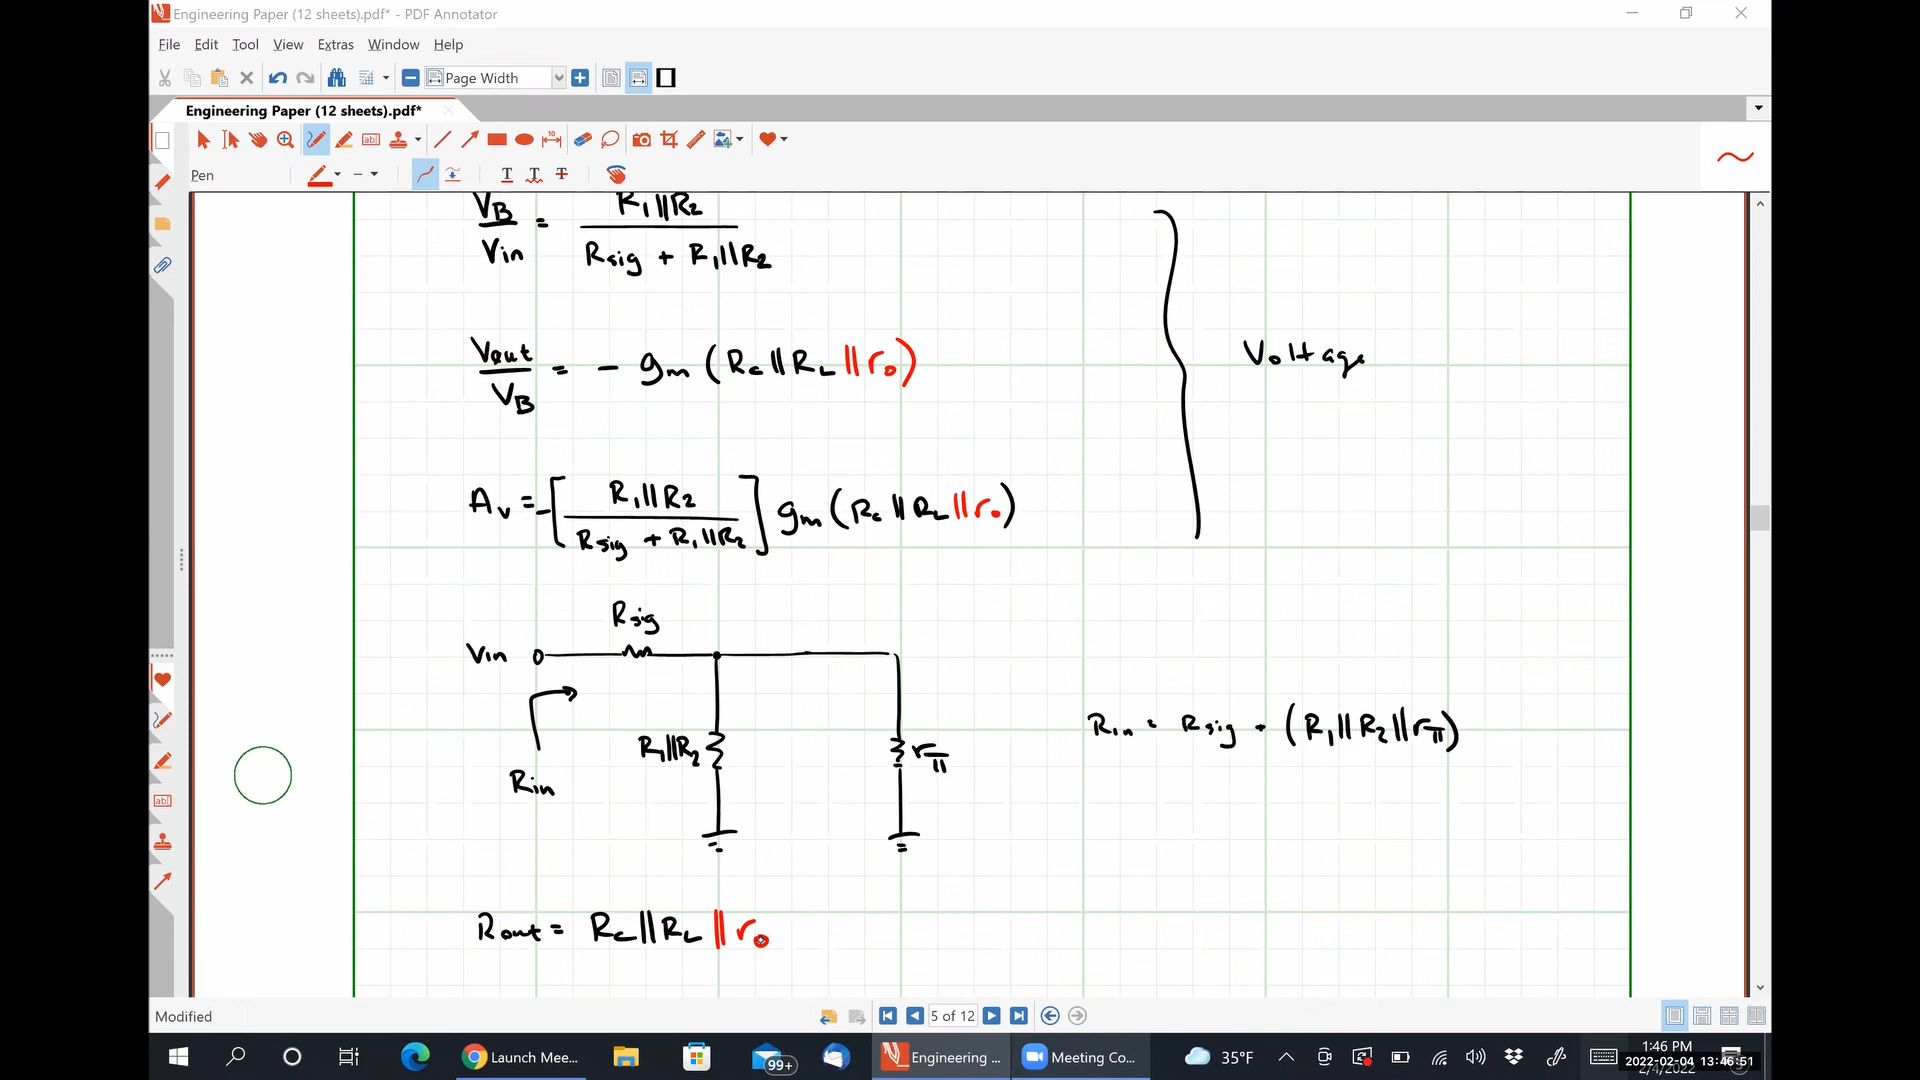 Engineering Paper (12 sheets).pdf* - PDF Annotator
File Edit Tool View Extras Window Help
Page Width
Engineering Paper (12 sheets).pdf*
Pen
VB/Vin = R1||R2 / Rsig + R1||R2
Vout/VB = - gm (Rc||RL||ro)
Voltage
Av = -[R1||R2 / Rsig + R1||R2] gm (Rc||RL||ro)
Rsig
Vin
Rin = Rsig + (R1||R2||rπ)
R1||R2
rπ
Rin
Rout = Rc||RL||ro
Modified
5 of 12
Launch Mee...
99+
Engineering ...
Meeting Co...
35°F
1:46 PM
2022-02-04 13:46:51
2/4/2022